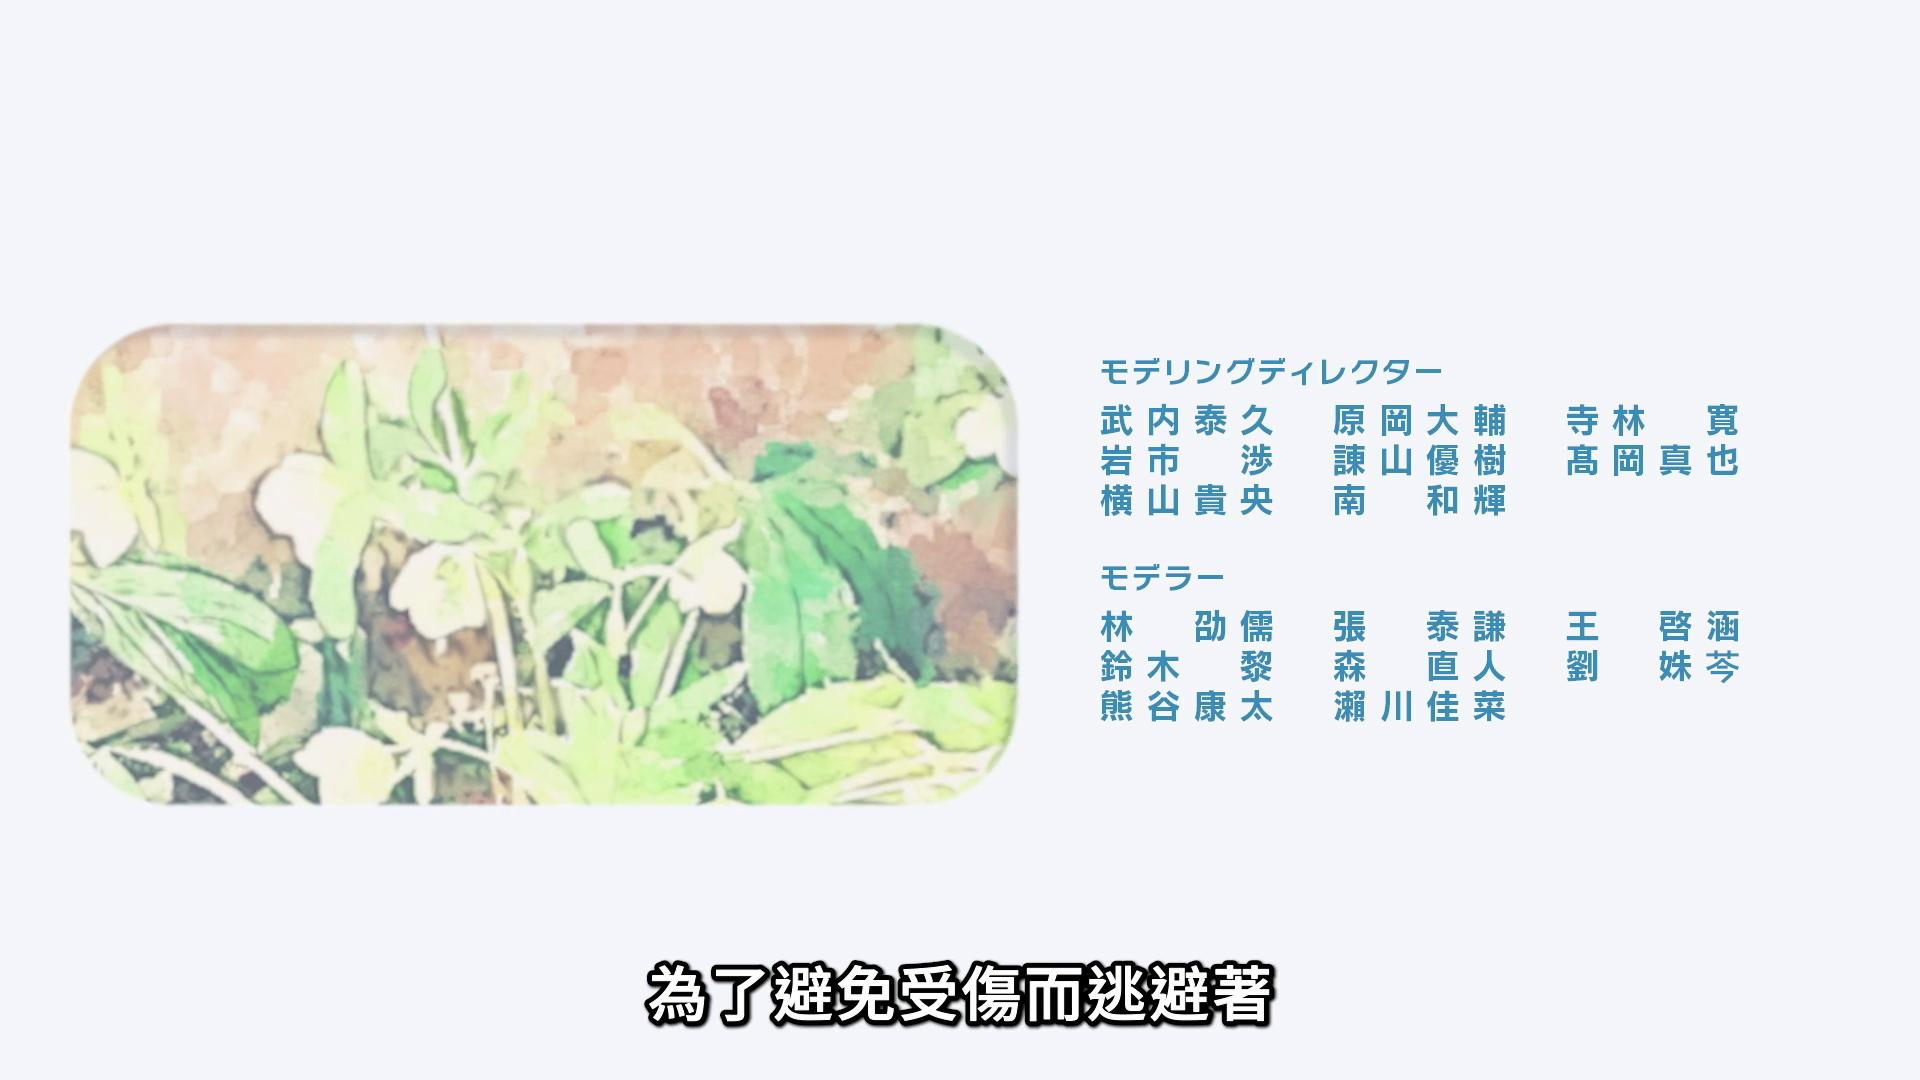 モデリングディレクター
武内泰久 原岡大輔 寺林 寛
岩市 渉 諌山優樹 髙岡真也
横山貴央 南 和輝
モデラー
林 劭儒 張 泰謙 王 啓涵
鈴木 黎 森 直人 劉 姝芩
熊谷康太 瀨川佳菜
為了避免受傷而逃避著